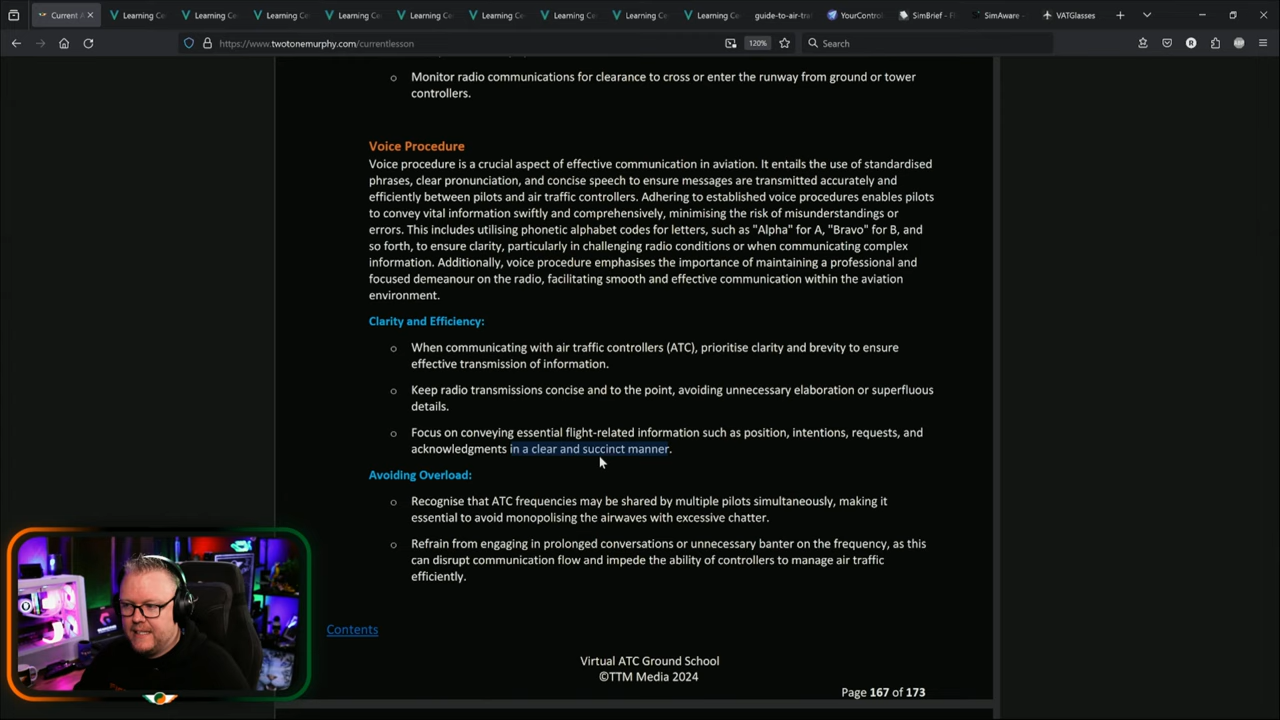 Current A
Learning Ce
Learning Ce
Learning Ce
Learning Ce
Learning Ce
Learning Ce
Learning Ce
Learning Ce
Learning Ce
guide-to-air-tra
YourControl
SimBrief - Fl
SimAware -
VATGlasses
https://www.twotonemurphy.com/currentlesson
120%
Search
Monitor radio communications for clearance to cross or enter the runway from ground or tower
controllers.
Voice Procedure
Voice procedure is a crucial aspect of effective communication in aviation. It entails the use of standardised
phrases, clear pronunciation, and concise speech to ensure messages are transmitted accurately and
efficiently between pilots and air traffic controllers. Adhering to established voice procedures enables pilots
to convey vital information swiftly and comprehensively, minimising the risk of misunderstandings or
errors. This includes utilising phonetic alphabet codes for letters, such as "Alpha" for A, "Bravo" for B, and
so forth, to ensure clarity, particularly in challenging radio conditions or when communicating complex
information. Additionally, voice procedure emphasises the importance of maintaining a professional and
focused demeanour on the radio, facilitating smooth and effective communication within the aviation
environment.
Clarity and Efficiency:
When communicating with air traffic controllers (ATC), prioritise clarity and brevity to ensure
effective transmission of information.
Keep radio transmissions concise and to the point, avoiding unnecessary elaboration or superfluous
details.
Focus on conveying essential flight-related information such as position, intentions, requests, and
acknowledgments in a clear and succinct manner.
Avoiding Overload:
Recognise that ATC frequencies may be shared by multiple pilots simultaneously, making it
essential to avoid monopolising the airwaves with excessive chatter.
Refrain from engaging in prolonged conversations or unnecessary banter on the frequency, as this
can disrupt communication flow and impede the ability of controllers to manage air traffic
efficiently.
Contents
Virtual ATC Ground School
©TTM Media 2024
Page 167 of 173